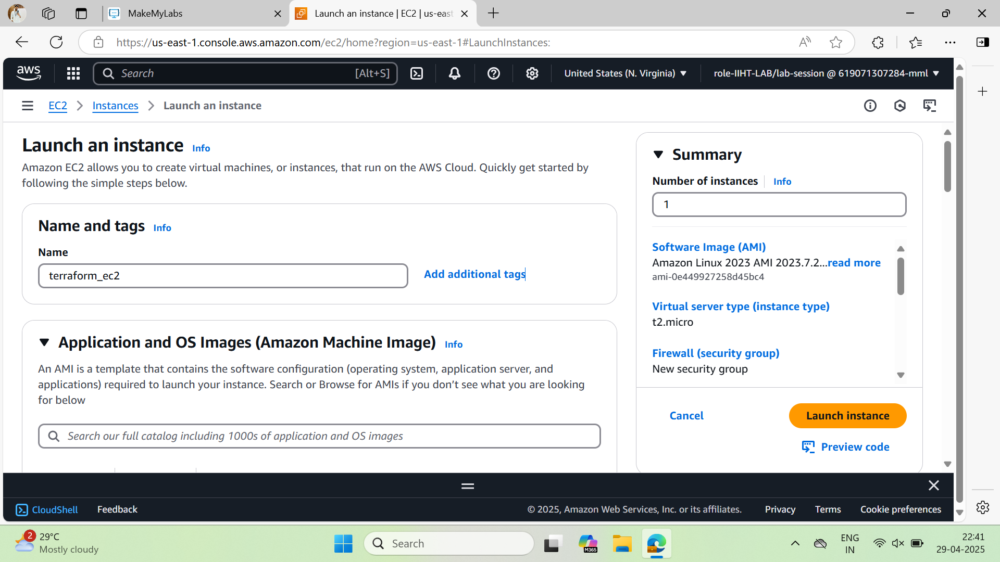 MakeMyLabs
Launch an instance | EC2 | us-east
https://us-east-1.console.aws.amazon.com/ec2/home?region=us-east-1#LaunchInstances:
aws
Search
[Alt+S]
United States (N. Virginia)
role-IIHT-LAB/lab-session @ 619071307284-mml
EC2
Instances
Launch an instance
Launch an instance Info
Amazon EC2 allows you to create virtual machines, or instances, that run on the AWS Cloud. Quickly get started by
following the simple steps below.
Name and tags Info
Name
terraform_ec2
Add additional tags
Application and OS Images (Amazon Machine Image) Info
An AMI is a template that contains the software configuration (operating system, application server, and
applications) required to launch your instance. Search or Browse for AMIs if you don’t see what you are looking
for below
Search our full catalog including 1000s of application and OS images
Summary
Number of instances Info
1
Software Image (AMI)
Amazon Linux 2023 AMI 2023.7.2...read more
ami-0e449927258d45bc4
Virtual server type (instance type)
t2.micro
Firewall (security group)
New security group
Cancel
Launch instance
Preview code
CloudShell
Feedback
© 2025, Amazon Web Services, Inc. or its affiliates.
Privacy
Terms
Cookie preferences
2
29°C
Mostly cloudy
Search
M365
ENG
IN
22:41
29-04-2025